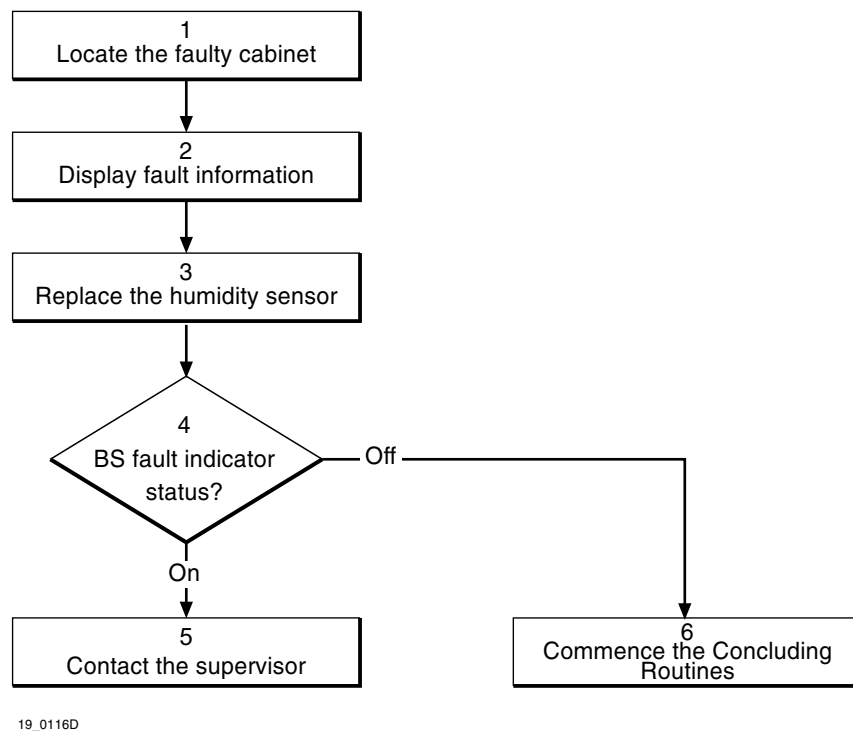 1
Locate the faulty cabinet
2
Display fault information
3
Replace the humidity sensor
4
BS fault indicator
status?
Off
On
5
Contact the supervisor
6
Commence the Concluding
Routines
19_0116D